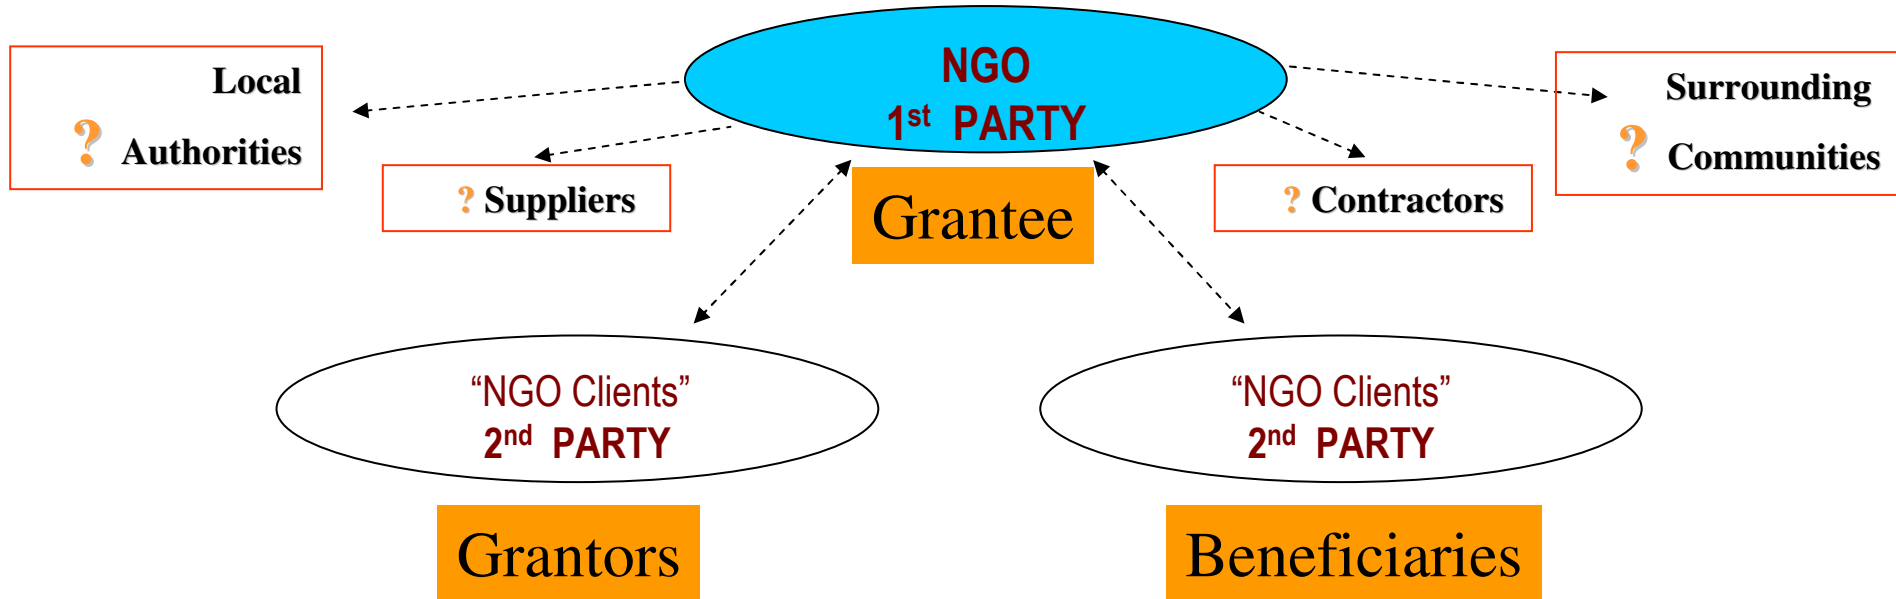 NGO
1st PARTY
Local
? Authorities
Surrounding
? Communities
? Suppliers
Grantee
? Contractors
“NGO Clients”
2nd PARTY
“NGO Clients”
2nd PARTY
Grantors
Beneficiaries